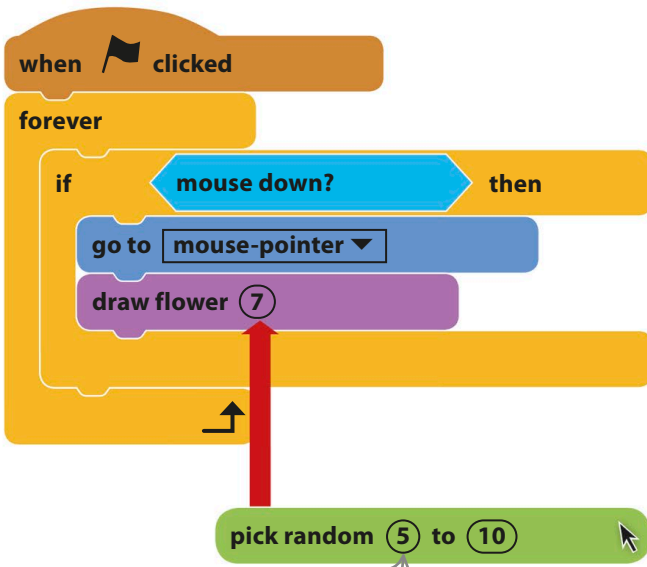 when clicked
forever
if mouse down? then
go to mouse-pointer
draw flower 7
pick random 5 to 10